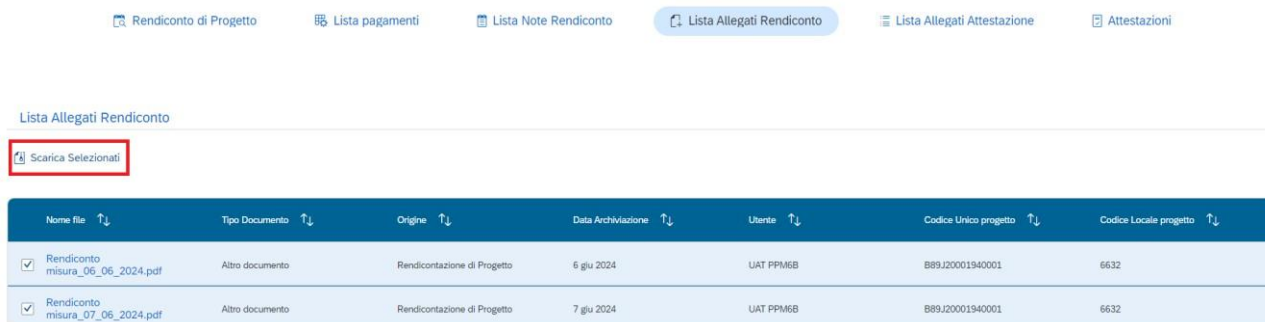 Rendiconto di Progetto Lista pagamenti Lista Note Rendiconto Lista Allegati Rendiconto Lista Allegati Attestazione Attestazioni
Lista Allegati Rendiconto
Scarica Selezionati
Nome file Tipo Documento Origine Data Archiviazione Utente Codice Unico progetto Codice Locale progetto
Rendiconto
misura_06_06_2024.pdf Altro documento Rendicontazione di Progetto 6 giu 2024 UAT PPM6B B89J20001940001 6632
Rendiconto
misura_07_06_2024.pdf Altro documento Rendicontazione di Progetto 7 giu 2024 UAT PPM6B B89J20001940001 6632